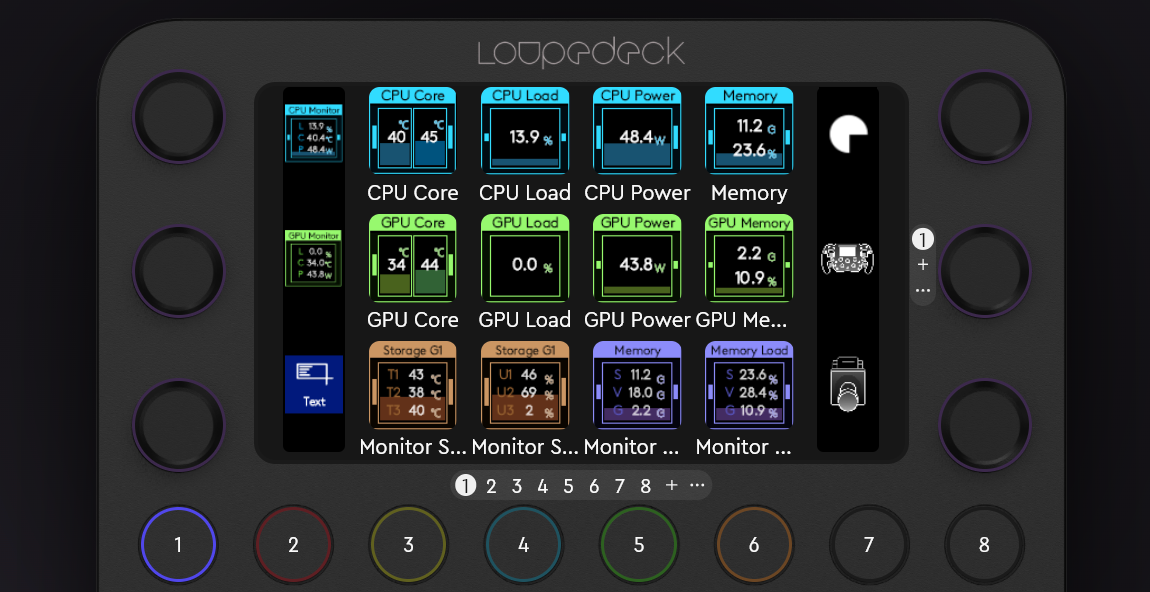 Loupedeck
CPU Monitor
L 13.9 %
C 40.4℃
P 48.4W
CPU Core
℃ ℃
40 45
CPU Core
CPU Load
13.9 %
CPU Load
CPU Power
48.4W
CPU Power
Memory
11.2 G
23.6%
Memory
GPU Monitor
L 0.0 %
C 34.0℃
P 43.8W
GPU Core
℃ ℃
34 44
GPU Core
GPU Load
0.0 %
GPU Load
GPU Power
43.8W
GPU Power
GPU Memory
2.2 G
10.9 %
GPU Me...
1
+
...
Text
Storage G1
T1 43 ℃
T2 38 ℃
T3 40 ℃
Monitor S...
Storage G1
U1 46 %
U2 69 %
U3 2 %
Monitor S...
Memory
S 11.2 G
V 18.0 G
G 2.2 G
Monitor ...
Memory Load
S 23.6%
V 28.4%
G 10.9 %
Monitor ...
1 2 3 4 5 6 7 8 + ...
1 2 3 4 5 6 7 8